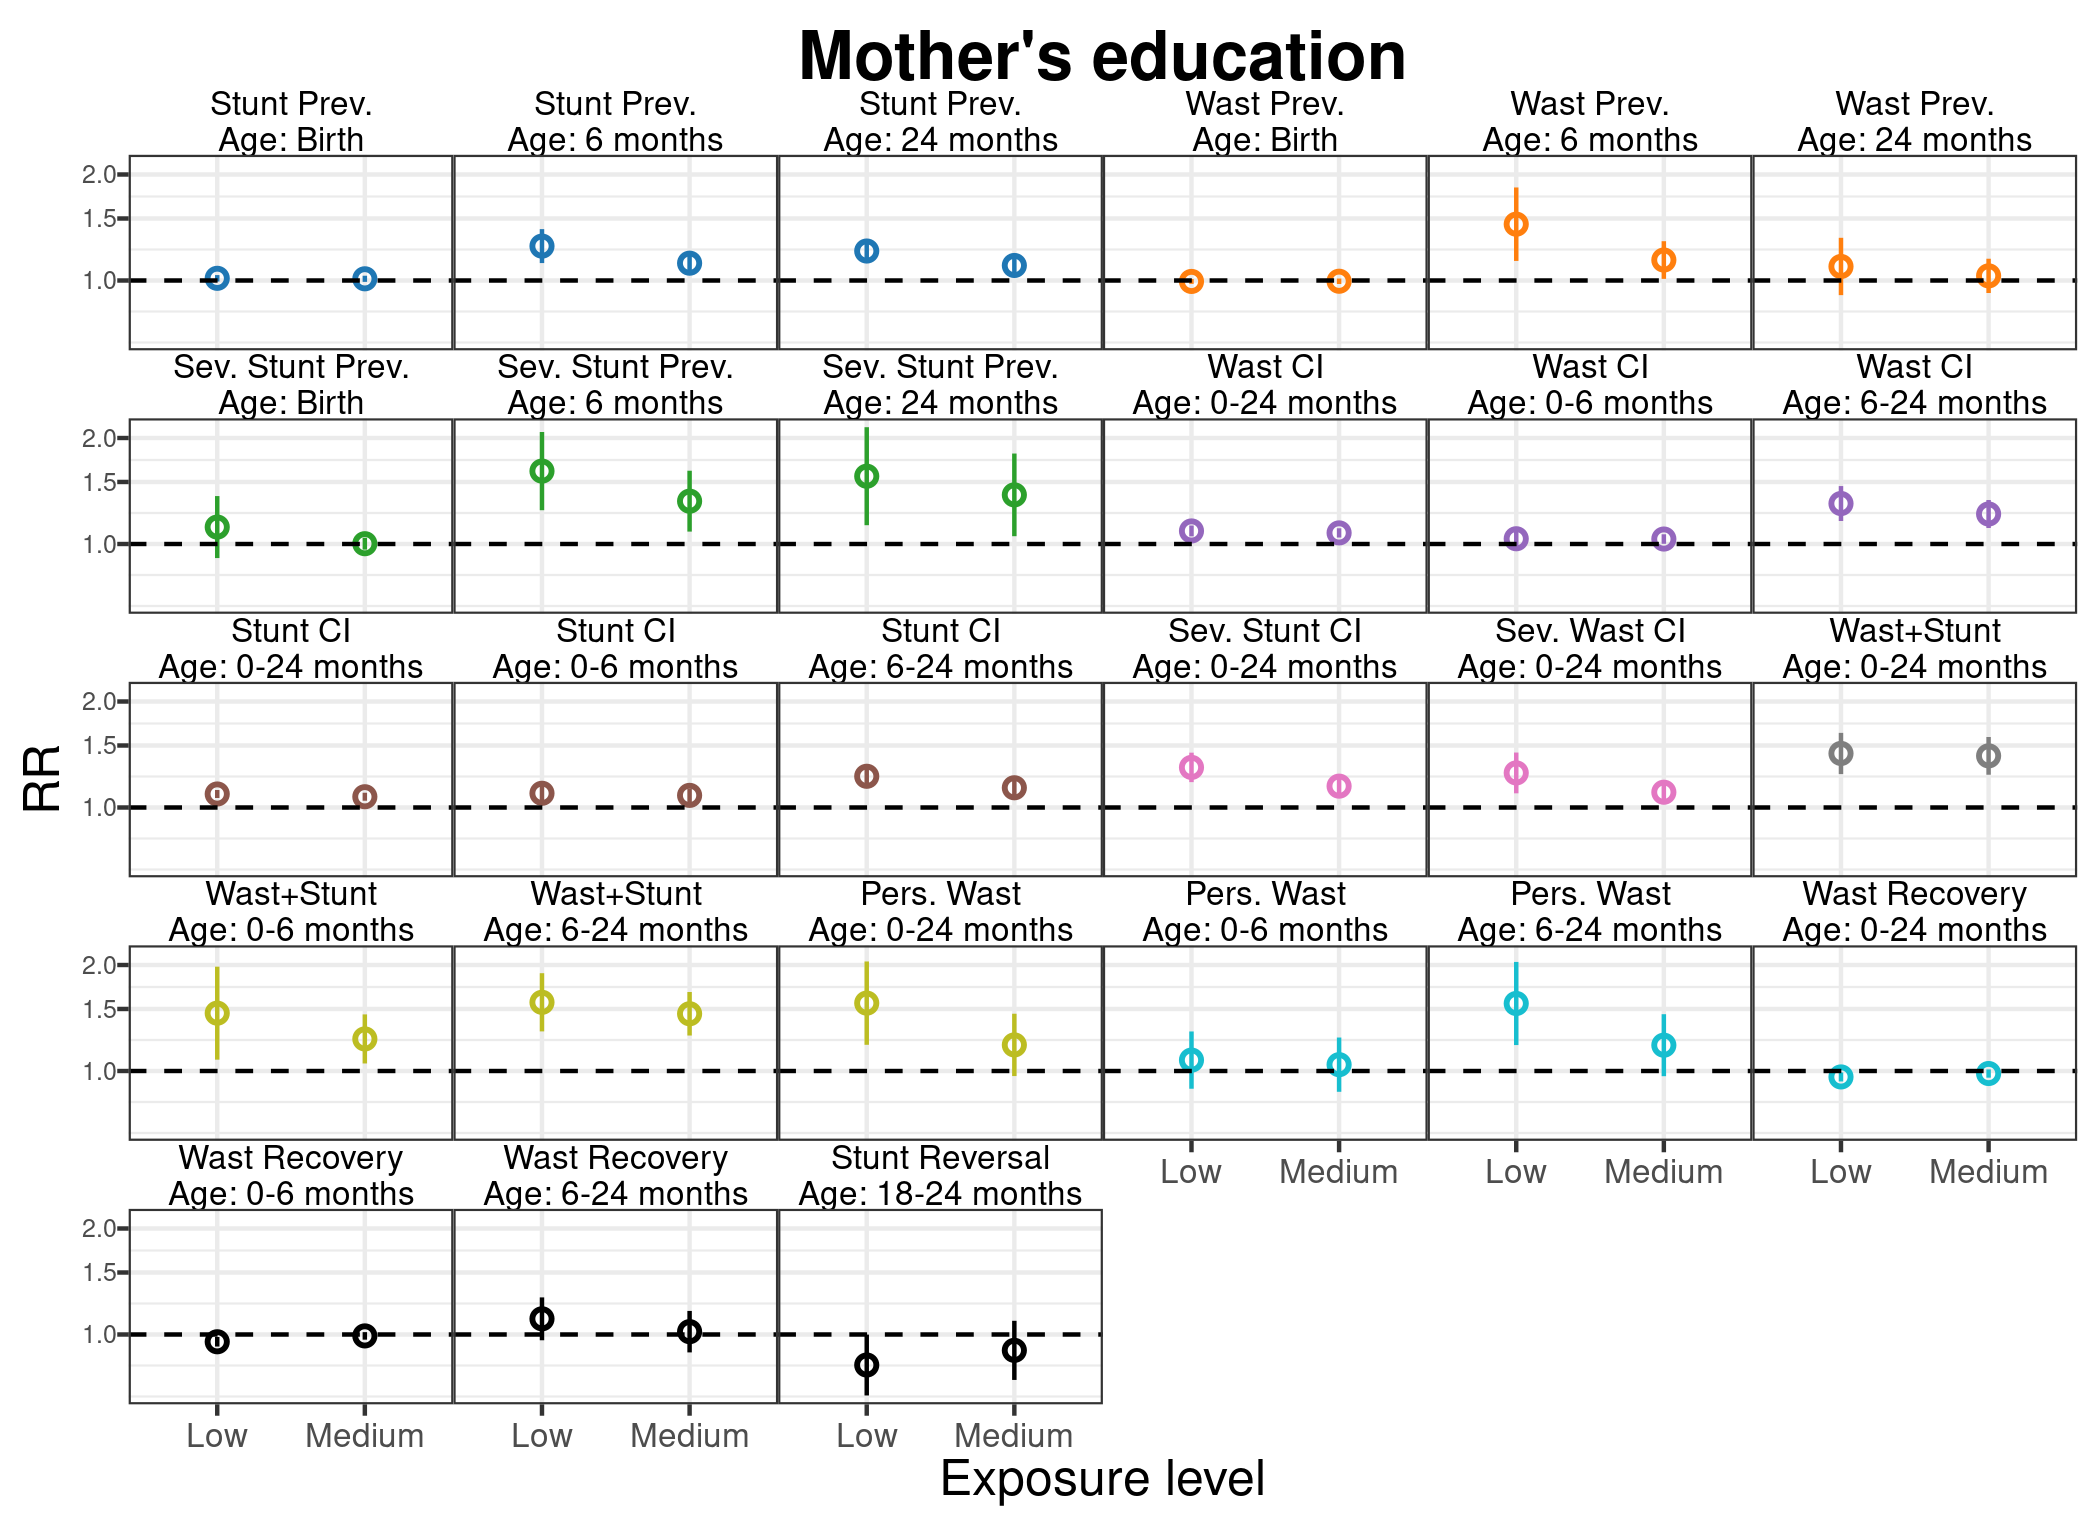 Mother's education
Stunt Prev.
Age: Birth
Stunt Prev.
Age: 6 months
Stunt Prev.
Age: 24 months
Wast Prev.
Age: Birth
Wast Prev.
Age: 6 months
Wast Prev.
Age: 24 months
2.0
1.5
1.0
Sev. Stunt Prev.
Age: Birth
Sev. Stunt Prev.
Age: 6 months
Sev. Stunt Prev.
Age: 24 months
Wast CI
Age: 0-24 months
Wast CI
Age: 0-6 months
Wast CI
Age: 6-24 months
2.0
1.5
1.0
Stunt CI
Age: 0-24 months
Stunt CI
Age: 0-6 months
Stunt CI
Age: 6-24 months
Sev. Stunt CI
Age: 0-24 months
Sev. Wast CI
Age: 0-24 months
Wast+Stunt
Age: 0-24 months
2.0
1.5
1.0
RR
Wast+Stunt
Age: 0-6 months
Wast+Stunt
Age: 6-24 months
Pers. Wast
Age: 0-24 months
Pers. Wast
Age: 0-6 months
Pers. Wast
Age: 6-24 months
Wast Recovery
Age: 0-24 months
2.0
1.5
1.0
Low Medium
Low Medium
Low Medium
Wast Recovery
Age: 0-6 months
Wast Recovery
Age: 6-24 months
Stunt Reversal
Age: 18-24 months
2.0
1.5
1.0
Low Medium
Low Medium
Low Medium
Exposure level